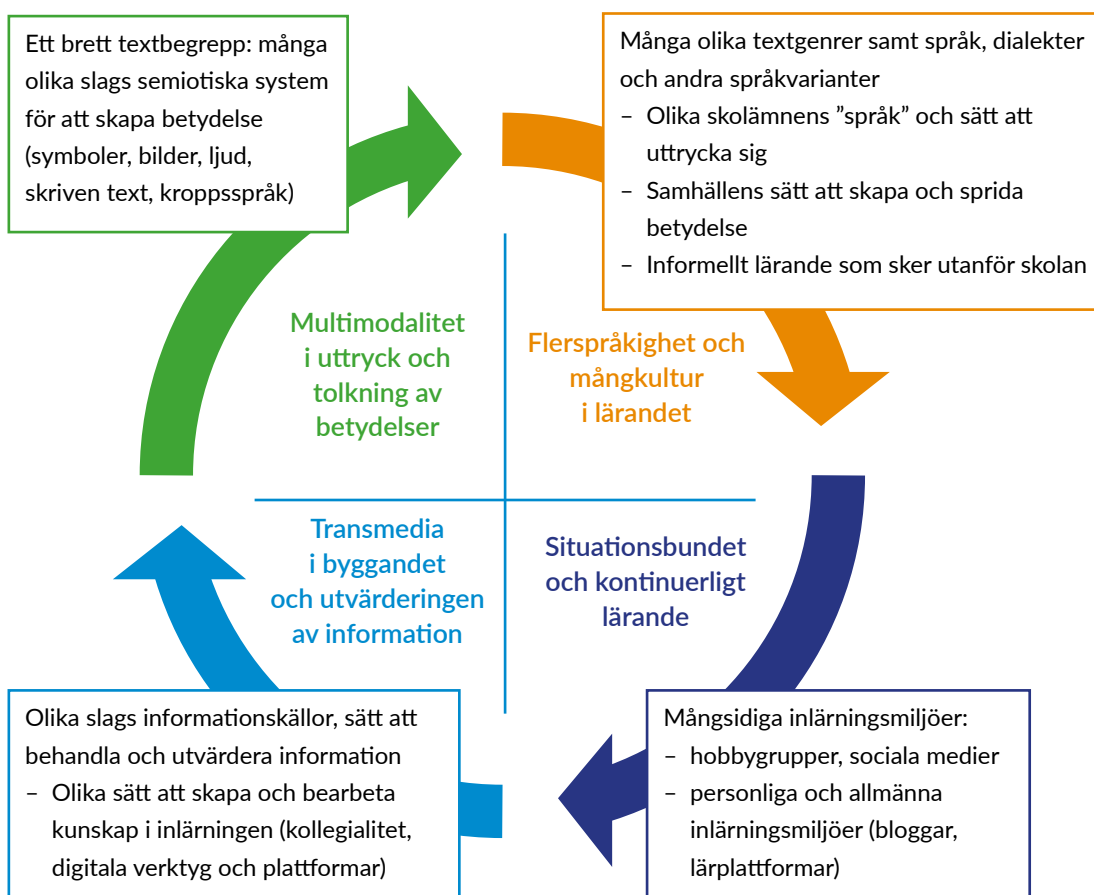 Ett brett textbegrepp: många
olika slags semiotiska system
för att skapa betydelse
(symboler, bilder, ljud,
skriven text, kroppsspråk)
Många olika textgenrer samt språk, dialekter
och andra språkvarianter
– Olika skolämnens ”språk” och sätt att
uttrycka sig
– Samhällens sätt att skapa och sprida
betydelse
– Informellt lärande som sker utanför skolan
Multimodalitet
i uttryck och
tolkning av
betydelser
Flerspråkighet och
mångkultur
i lärandet
Transmedia
i byggandet
och utvärderingen
av information
Situationsbundet
och kontinuerligt
lärande
Olika slags informationskällor, sätt att
behandla och utvärdera information
– Olika sätt att skapa och bearbeta
kunskap i inlärningen (kollegialitet,
digitala verktyg och plattformar)
Mångsidiga inlärningsmiljöer:
– hobbygrupper, sociala medier
– personliga och allmänna
inlärningsmiljöer (bloggar,
lärplattformar)